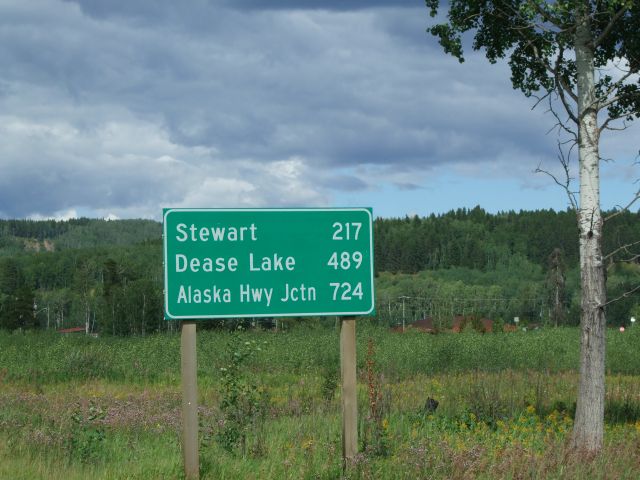 Stewart 217
Dease Lake 489
Alaska Hwy Jctn 724